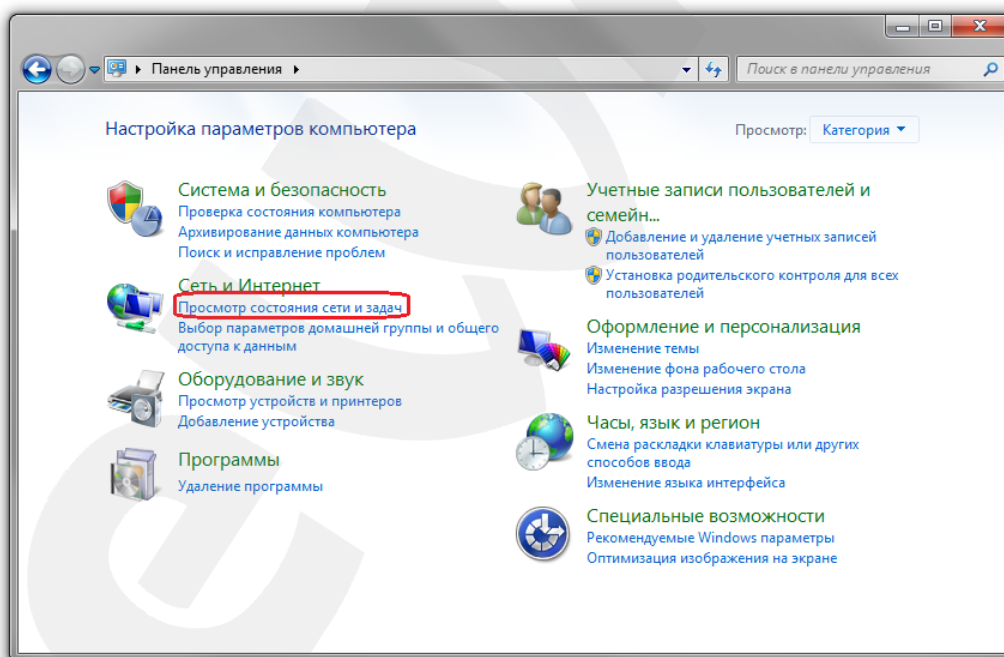 Панель управления
Поиск в панели управления
Настройка параметров компьютера
Просмотр: Категория
Система и безопасность
Проверка состояния компьютера
Архивирование данных компьютера
Поиск и исправление проблем
Сеть и Интернет
Просмотр состояния сети и задач
Выбор параметров домашней группы и общего
доступа к данным
Оборудование и звук
Просмотр устройств и принтеров
Добавление устройства
Программы
Удаление программы
Учетные записи пользователей и
семейн...
Добавление и удаление учетных записей
пользователей
Установка родительского контроля для всех
пользователей
Оформление и персонализация
Изменение темы
Изменение фона рабочего стола
Настройка разрешения экрана
Часы, язык и регион
Смена раскладки клавиатуры или других
способов ввода
Изменение языка интерфейса
Специальные возможности
Рекомендуемые Windows параметры
Оптимизация изображения на экране